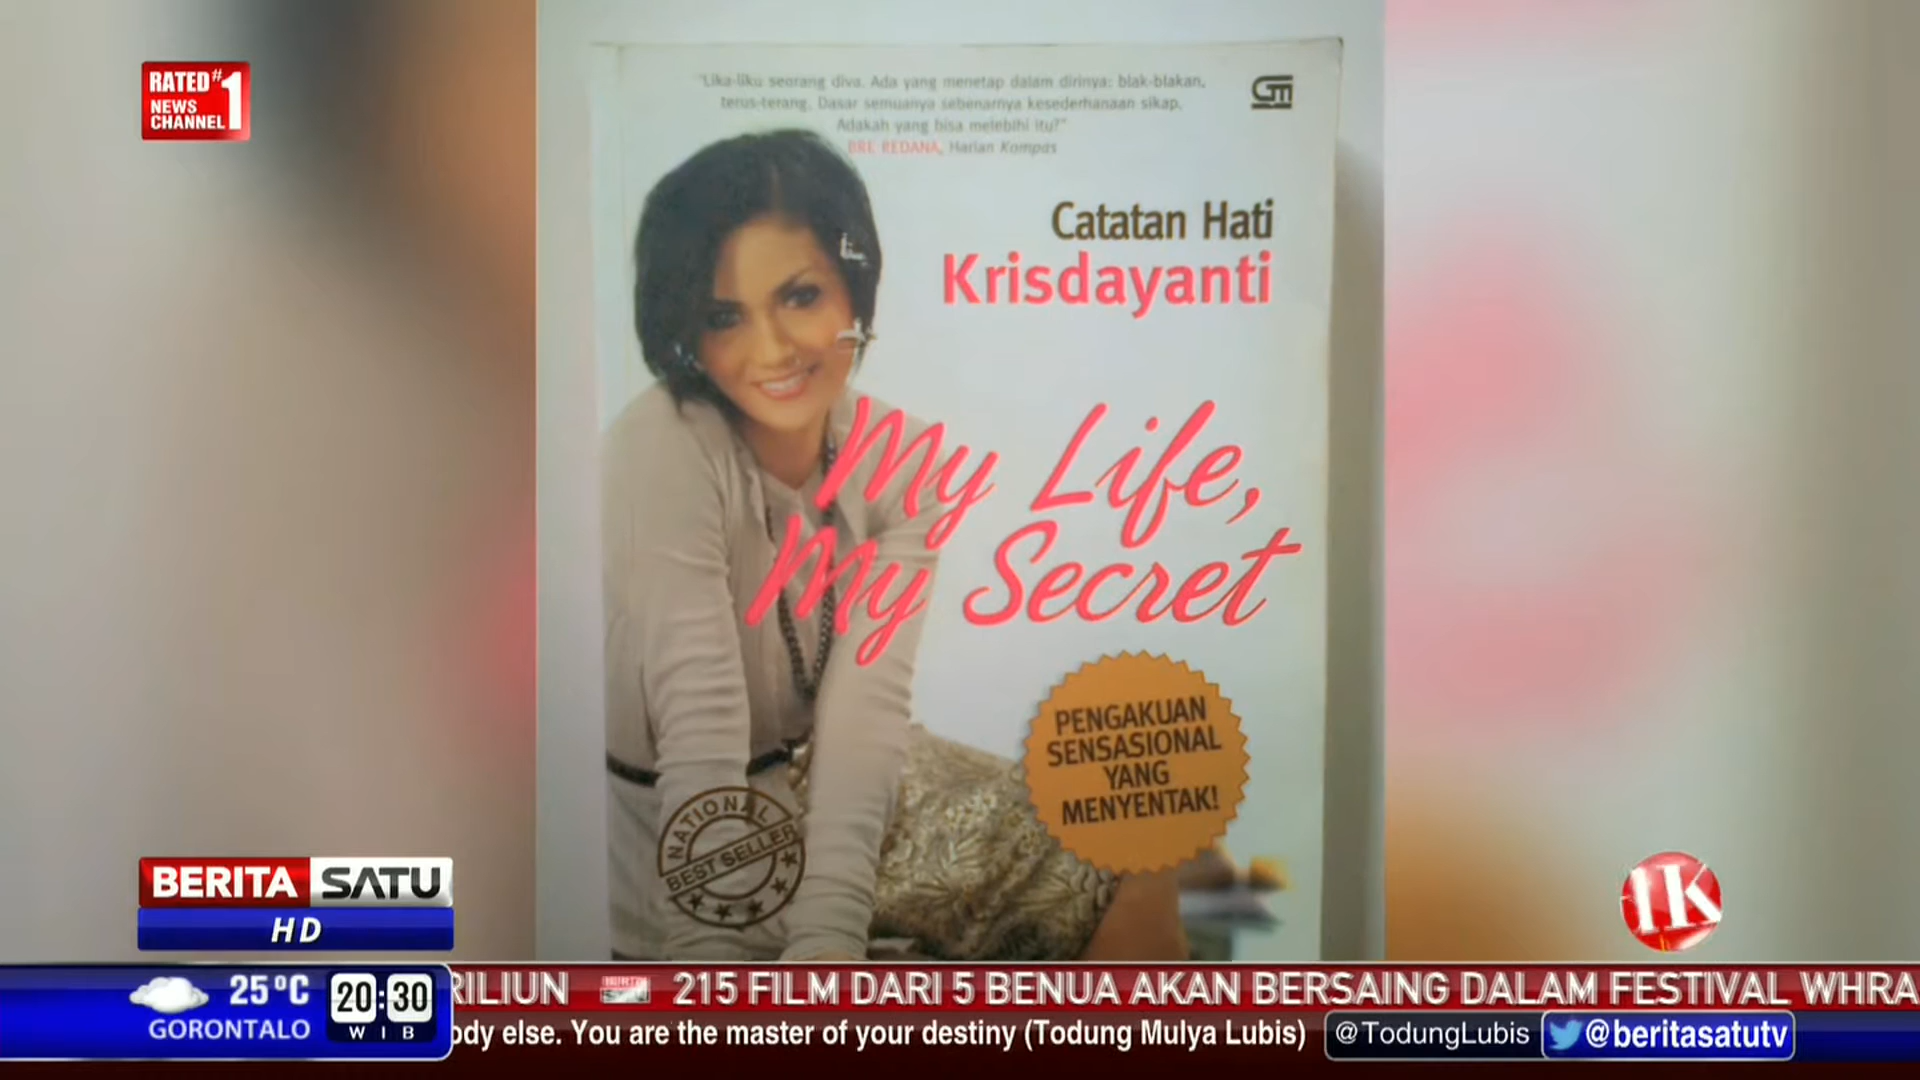 RATED #1
NEWS
CHANNEL
"Lika-liku seorang diva. Ada yang menetap dalam dirinya: blak-blakan,
terus-terang. Dasar semuanya sebenarnya kesederhanaan sikap.
Adakah yang bisa melebihi itu?"
BRE REDANA, Harian Kompas
GM
Catatan Hati
Krisdayanti
My Life,
My Secret
PENGAKUAN
SENSASIONAL
YANG
MENYENTAK!
NATIONAL
BEST SELLER
BERITA SATU
HD
1K
25°C
GORONTALO
20:30
WIB
RILIUN
215 FILM DARI 5 BENUA AKAN BERSAING DALAM FESTIVAL WHRA
ody else. You are the master of your destiny (Todung Mulya Lubis)
@TodungLubis
@beritasatutv